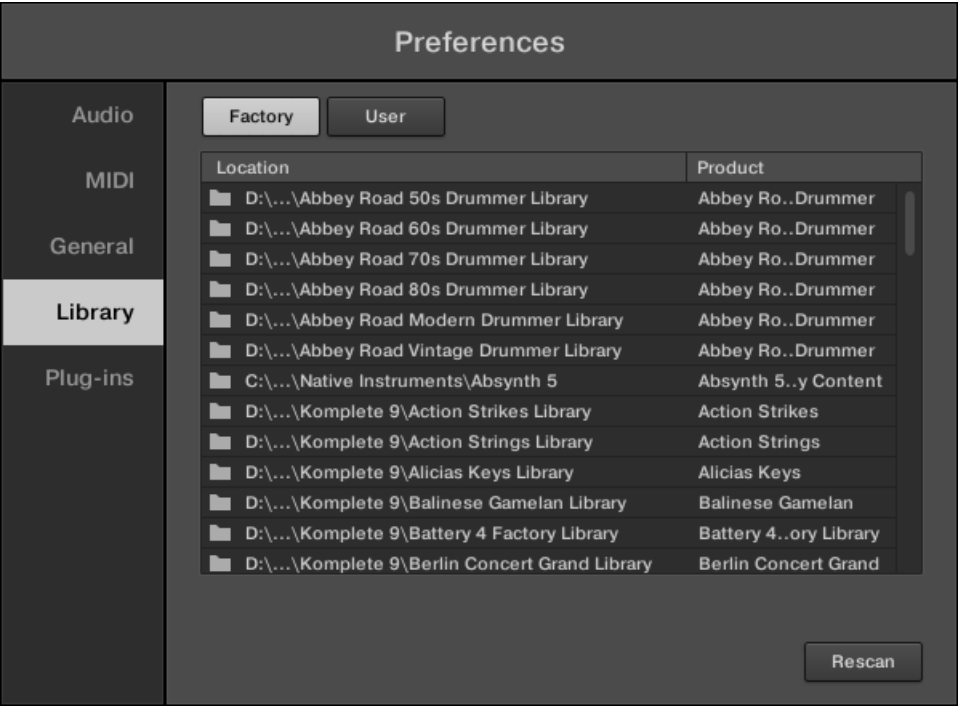 Preferences
Audio
MIDI
General
Library
Plug-ins
Factory User
Location Product
D:\...\Abbey Road 50s Drummer Library Abbey Ro..Drummer
D:\...\Abbey Road 60s Drummer Library Abbey Ro..Drummer
D:\...\Abbey Road 70s Drummer Library Abbey Ro..Drummer
D:\...\Abbey Road 80s Drummer Library Abbey Ro..Drummer
D:\...\Abbey Road Modern Drummer Library Abbey Ro..Drummer
D:\...\Abbey Road Vintage Drummer Library Abbey Ro..Drummer
C:\...\Native Instruments\Absynth 5 Absynth 5..y Content
D:\...\Komplete 9\Action Strikes Library Action Strikes
D:\...\Komplete 9\Action Strings Library Action Strings
D:\...\Komplete 9\Alicias Keys Library Alicias Keys
D:\...\Komplete 9\Balinese Gamelan Library Balinese Gamelan
D:\...\Komplete 9\Battery 4 Factory Library Battery 4..ory Library
D:\...\Komplete 9\Berlin Concert Grand Library Berlin Concert Grand
Rescan